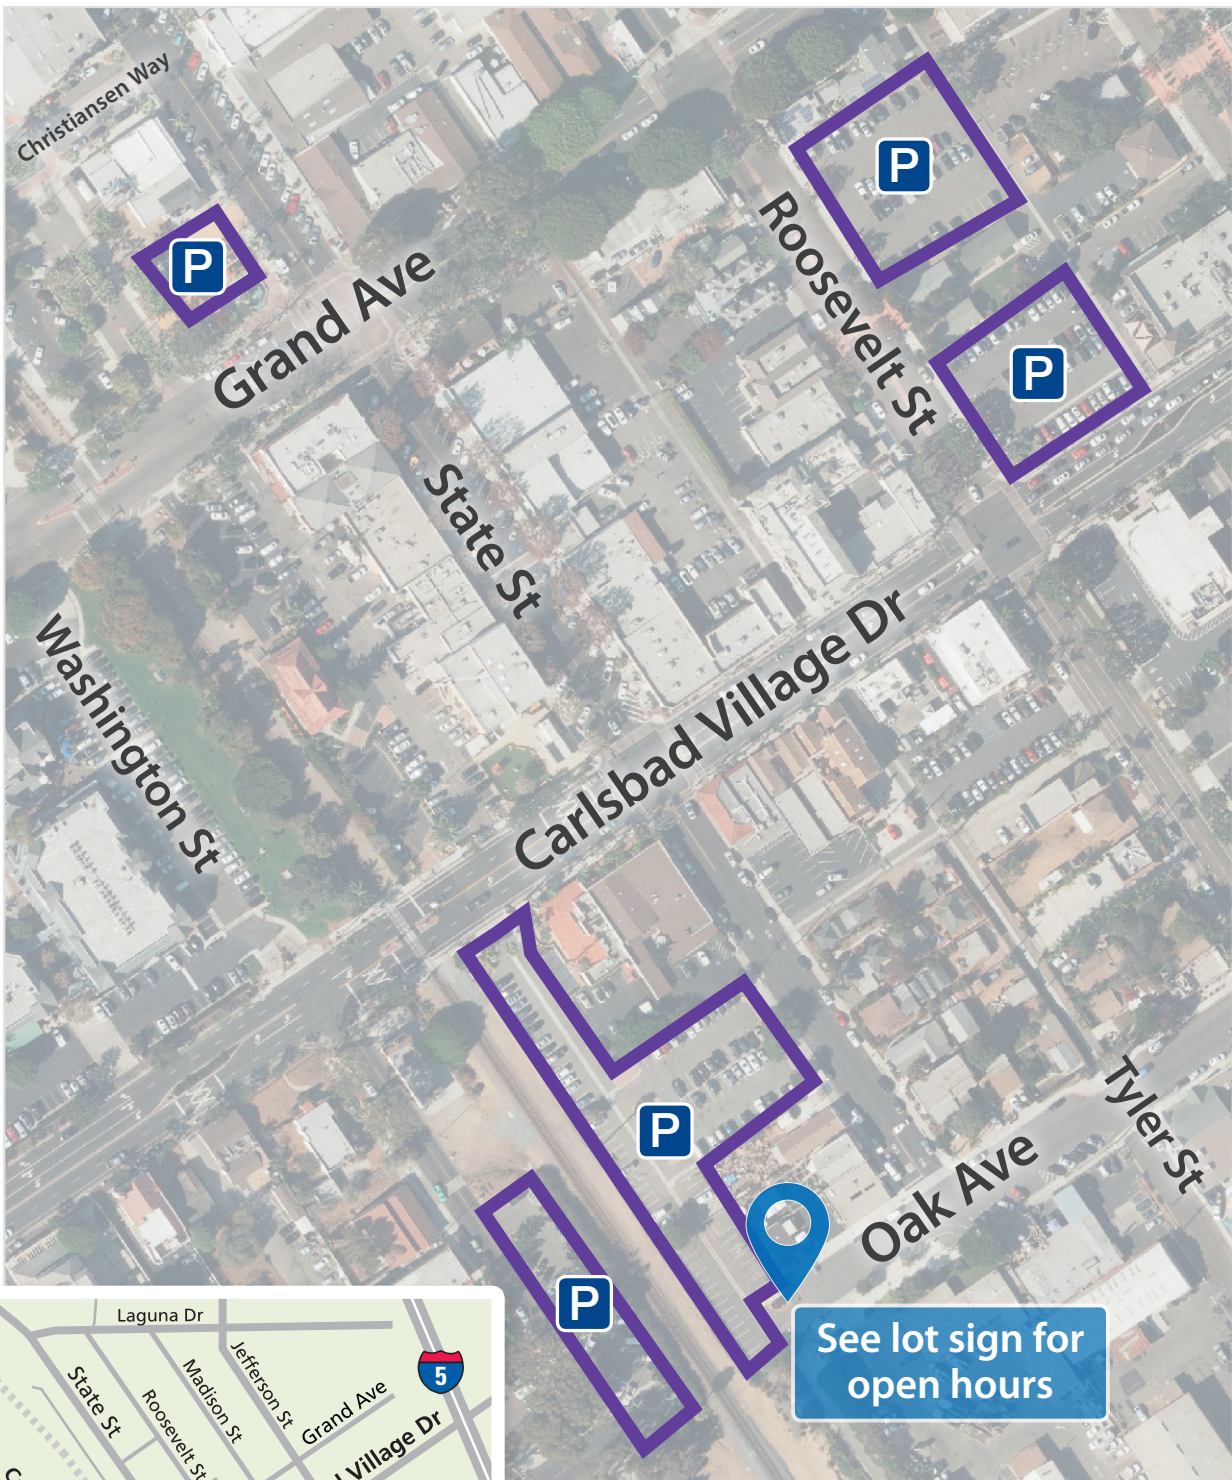 Christiansen Way
P
P
Roosevelt St
P
Grand Ave
P
State St
Washington St
Carlsbad Village Dr
P
Tyler St
Oak Ave
P
See lot sign for
open hours
Laguna Dr
State St
Roosevelt St
Madison St
Jefferson St
Grand Ave
Village Dr
5